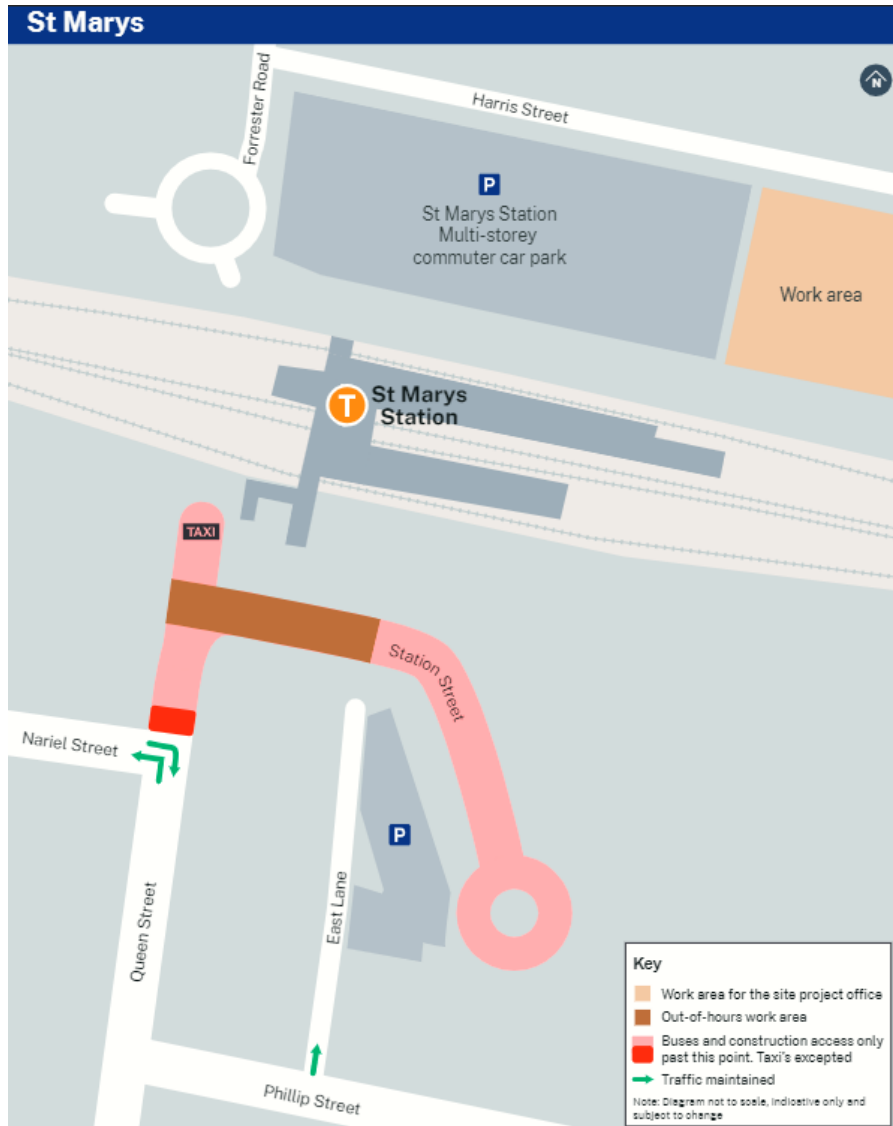 St Marys
N
Forrester Road
Harris Street
P
St Marys Station
Multi-storey
commuter car park
Work area
T
St Marys
Station
TAXI
Station Street
Nariel Street
P
Queen Street
East Lane
Phillip Street
Key
Work area for the site project office
Out-of-hours work area
Buses and construction access only
past this point. Taxi's excepted
Traffic maintained
Note: Diagram not to scale, indicative only and
subject to change